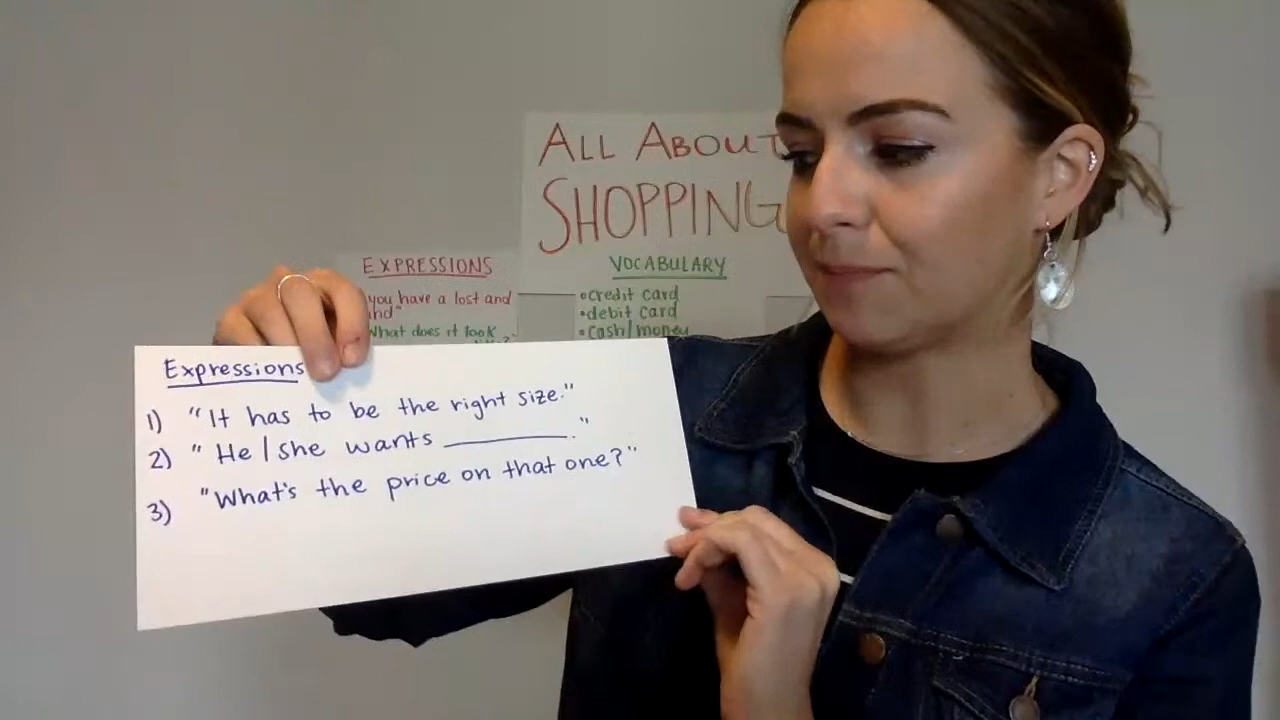 ALL ABOUT
SHOPPING
EXPRESSIONS
you have a lost and
What does it look
VOCABULARY
•credit card
•debit card
•cash/money
Expressions
1) "It has to be the right size."
2) "He/she wants ________."
3) "What's the price on that one?"